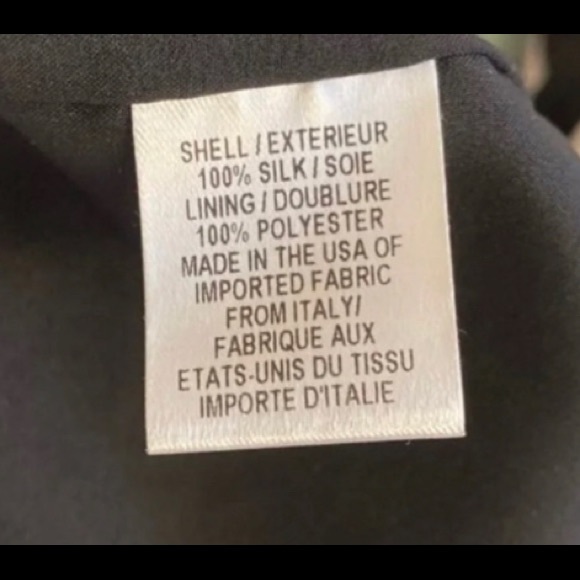 SHELL / EXTERIEUR
100% SILK / SOIE
LINING / DOUBLURE
100% POLYESTER
MADE IN THE USA OF
IMPORTED FABRIC
FROM ITALY/
FABRIQUE AUX
ETATS-UNIS DU TISSU
IMPORTE D'ITALIE